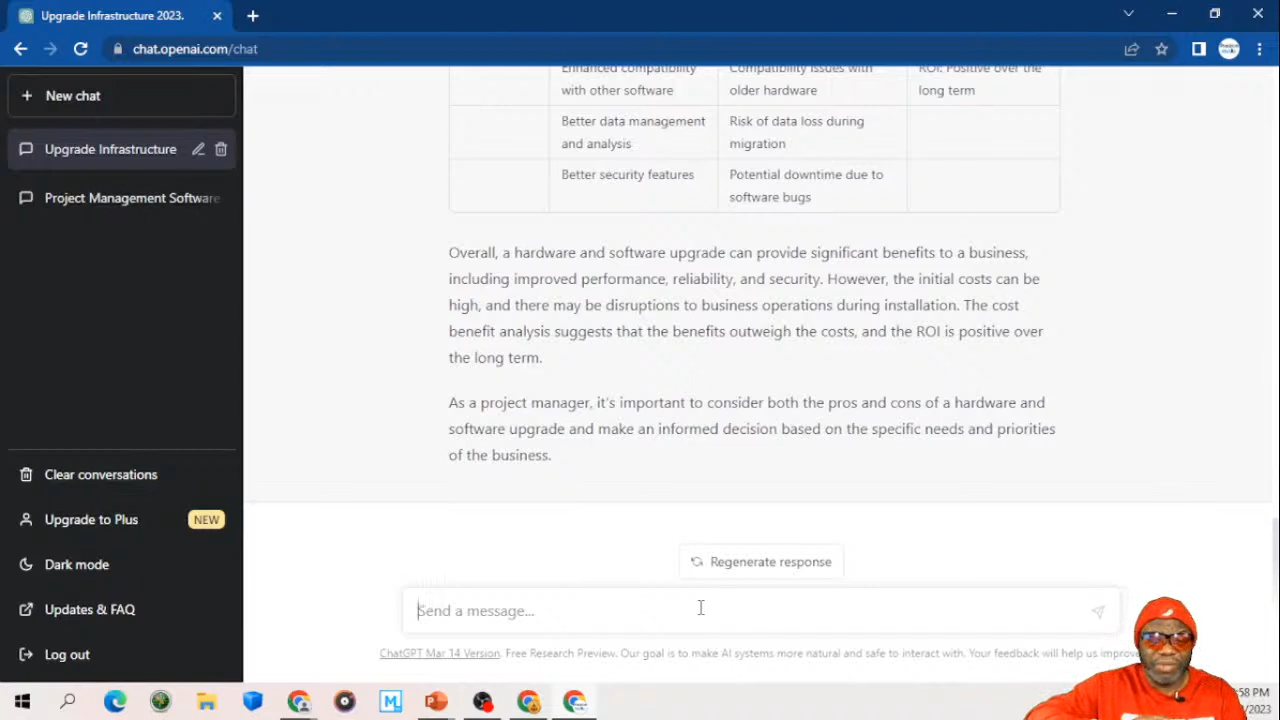 Upgrade Infrastructure 2023.
chat.openai.com/chat
New chat
Upgrade Infrastructure
Project Management Software
Enhanced compatibility
with other software
Compatibility issues with
older hardware
ROI: Positive over the
long term
Better data management
and analysis
Risk of data loss during
migration
Better security features
Potential downtime due to
software bugs
Overall, a hardware and software upgrade can provide significant benefits to a business,
including improved performance, reliability, and security. However, the initial costs can be
high, and there may be disruptions to business operations during installation. The cost
benefit analysis suggests that the benefits outweigh the costs, and the ROI is positive over
the long term.
As a project manager, it's important to consider both the pros and cons of a hardware and
software upgrade and make an informed decision based on the specific needs and priorities
of the business.
Clear conversations
Upgrade to Plus NEW
Dark mode
Updates & FAQ
Log out
Regenerate response
Send a message...
ChatGPT Mar 14 Version. Free Research Preview. Our goal is to make AI systems more natural and safe to interact with. Your feedback will help us
:58 PM
/2023